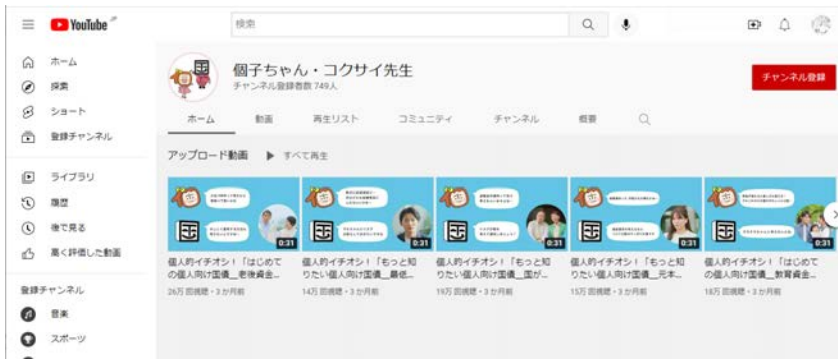 YouTube JP
検索
ホーム
探索
ショート
登録チャンネル
ライブラリ
履歴
後で見る
高く評価した動画
登録チャンネル
音楽
スポーツ
個子ちゃん・コクサイ先生
チャンネル登録者数 749人
チャンネル登録
ホーム 動画 再生リスト コミュニティ チャンネル 概要
アップロード動画 ▶ すべて再生
0:31
0:31
0:31
0:31
0:31
個人的イチオシ！「はじめて
の個人向け国債__老後資金...
26万 回視聴・3 か月前
個人的イチオシ！「もっと知
りたい個人向け国債__最低...
14万 回視聴・3 か月前
個人的イチオシ！「もっと知
りたい個人向け国債__国が...
19万 回視聴・3 か月前
個人的イチオシ！「もっと知
りたい個人向け国債__元本...
15万 回視聴・3 か月前
個人的イチオシ！「はじめて
の個人向け国債__教育資金...
18万 回視聴・3 か月前